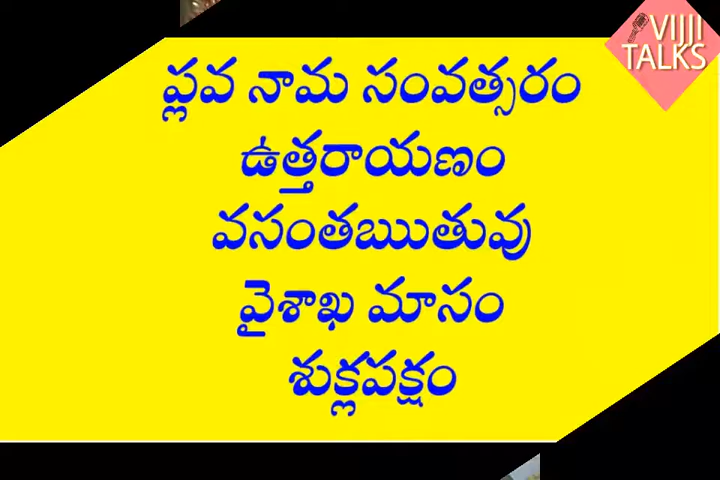 VIJJI
TALKS
ప్లవ నామ సంవత్సరం
ఉత్తరాయణం
వసంతఋతువు
వైశాఖ మాసం
శుక్లపక్షం